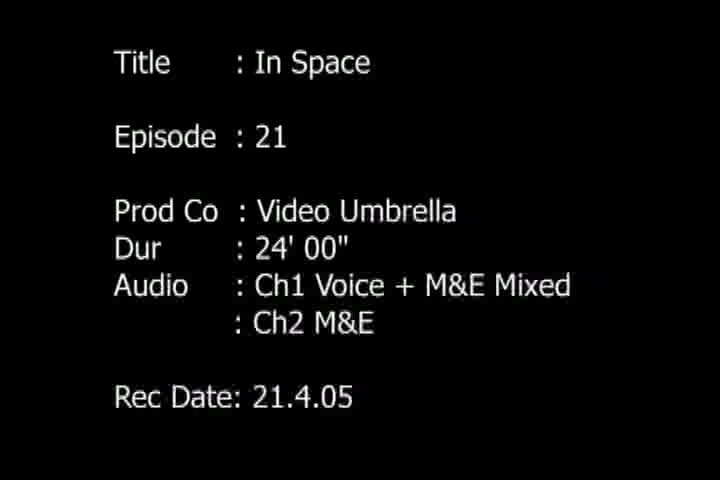 Title : In Space
Episode : 21
Prod Co : Video Umbrella
Dur : 24' 00"
Audio : Ch1 Voice + M&E Mixed
: Ch2 M&E
Rec Date: 21.4.05